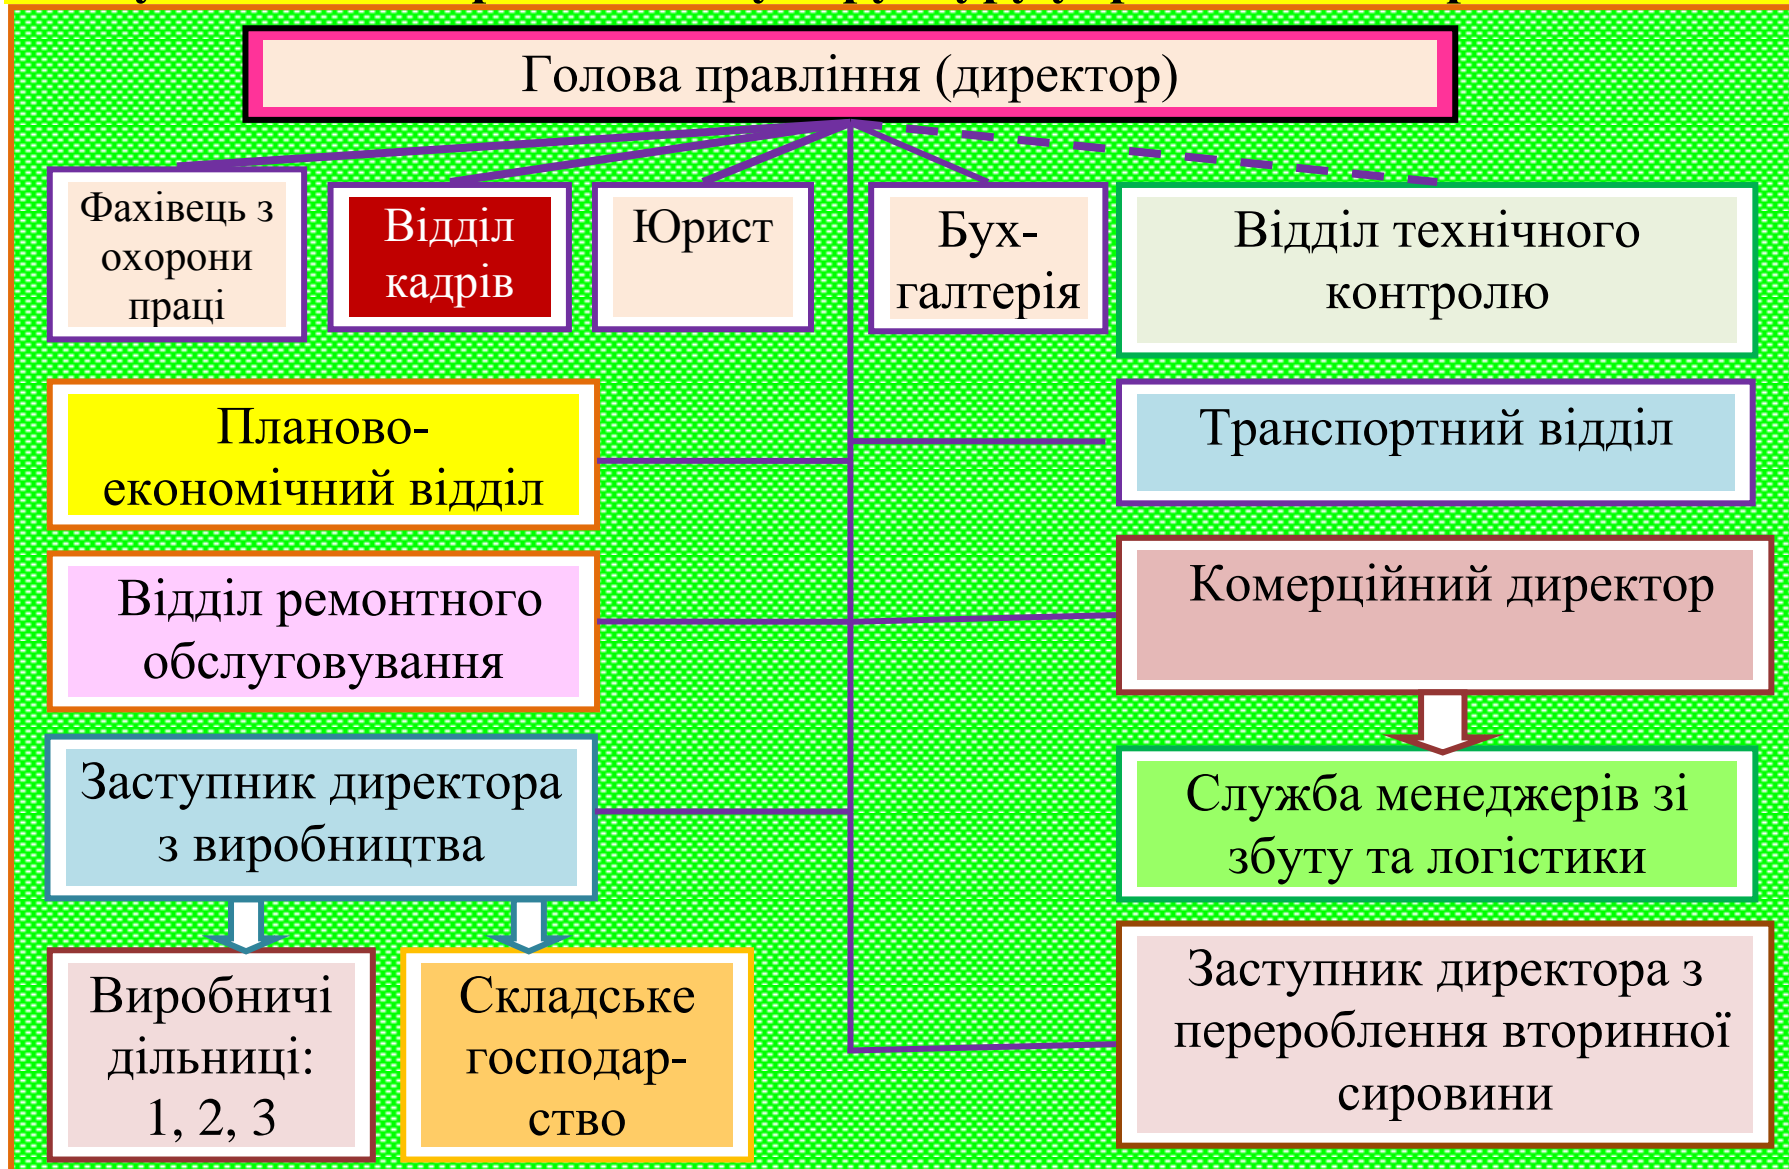 Голова правління (директор)
Фахівець з
охорони
праці
Відділ
кадрів
Юрист
Бух-
галтерія
Відділ технічного
контролю
Планово-
економічний відділ
Транспортний відділ
Відділ ремонтного
обслуговування
Комерційний директор
Заступник директора
з виробництва
Служба менеджерів зі
збуту та логістики
Виробничі
дільниці:
1, 2, 3
Складське
господар-
ство
Заступник директора з
перероблення вторинної
сировини